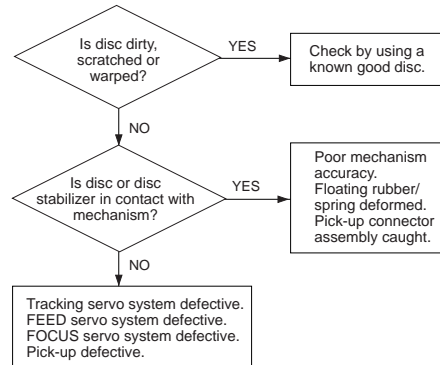 Is disc dirty,
scratched or
warped?
YES
Check by using a
known good disc.
NO
Is disc or disc
stabilizer in contact with
mechanism?
YES
Poor mechanism
accuracy.
Floating rubber/
spring deformed.
Pick-up connector
assembly caught.
NO
Tracking servo system defective.
FEED servo system defective.
FOCUS servo system defective.
Pick-up defective.